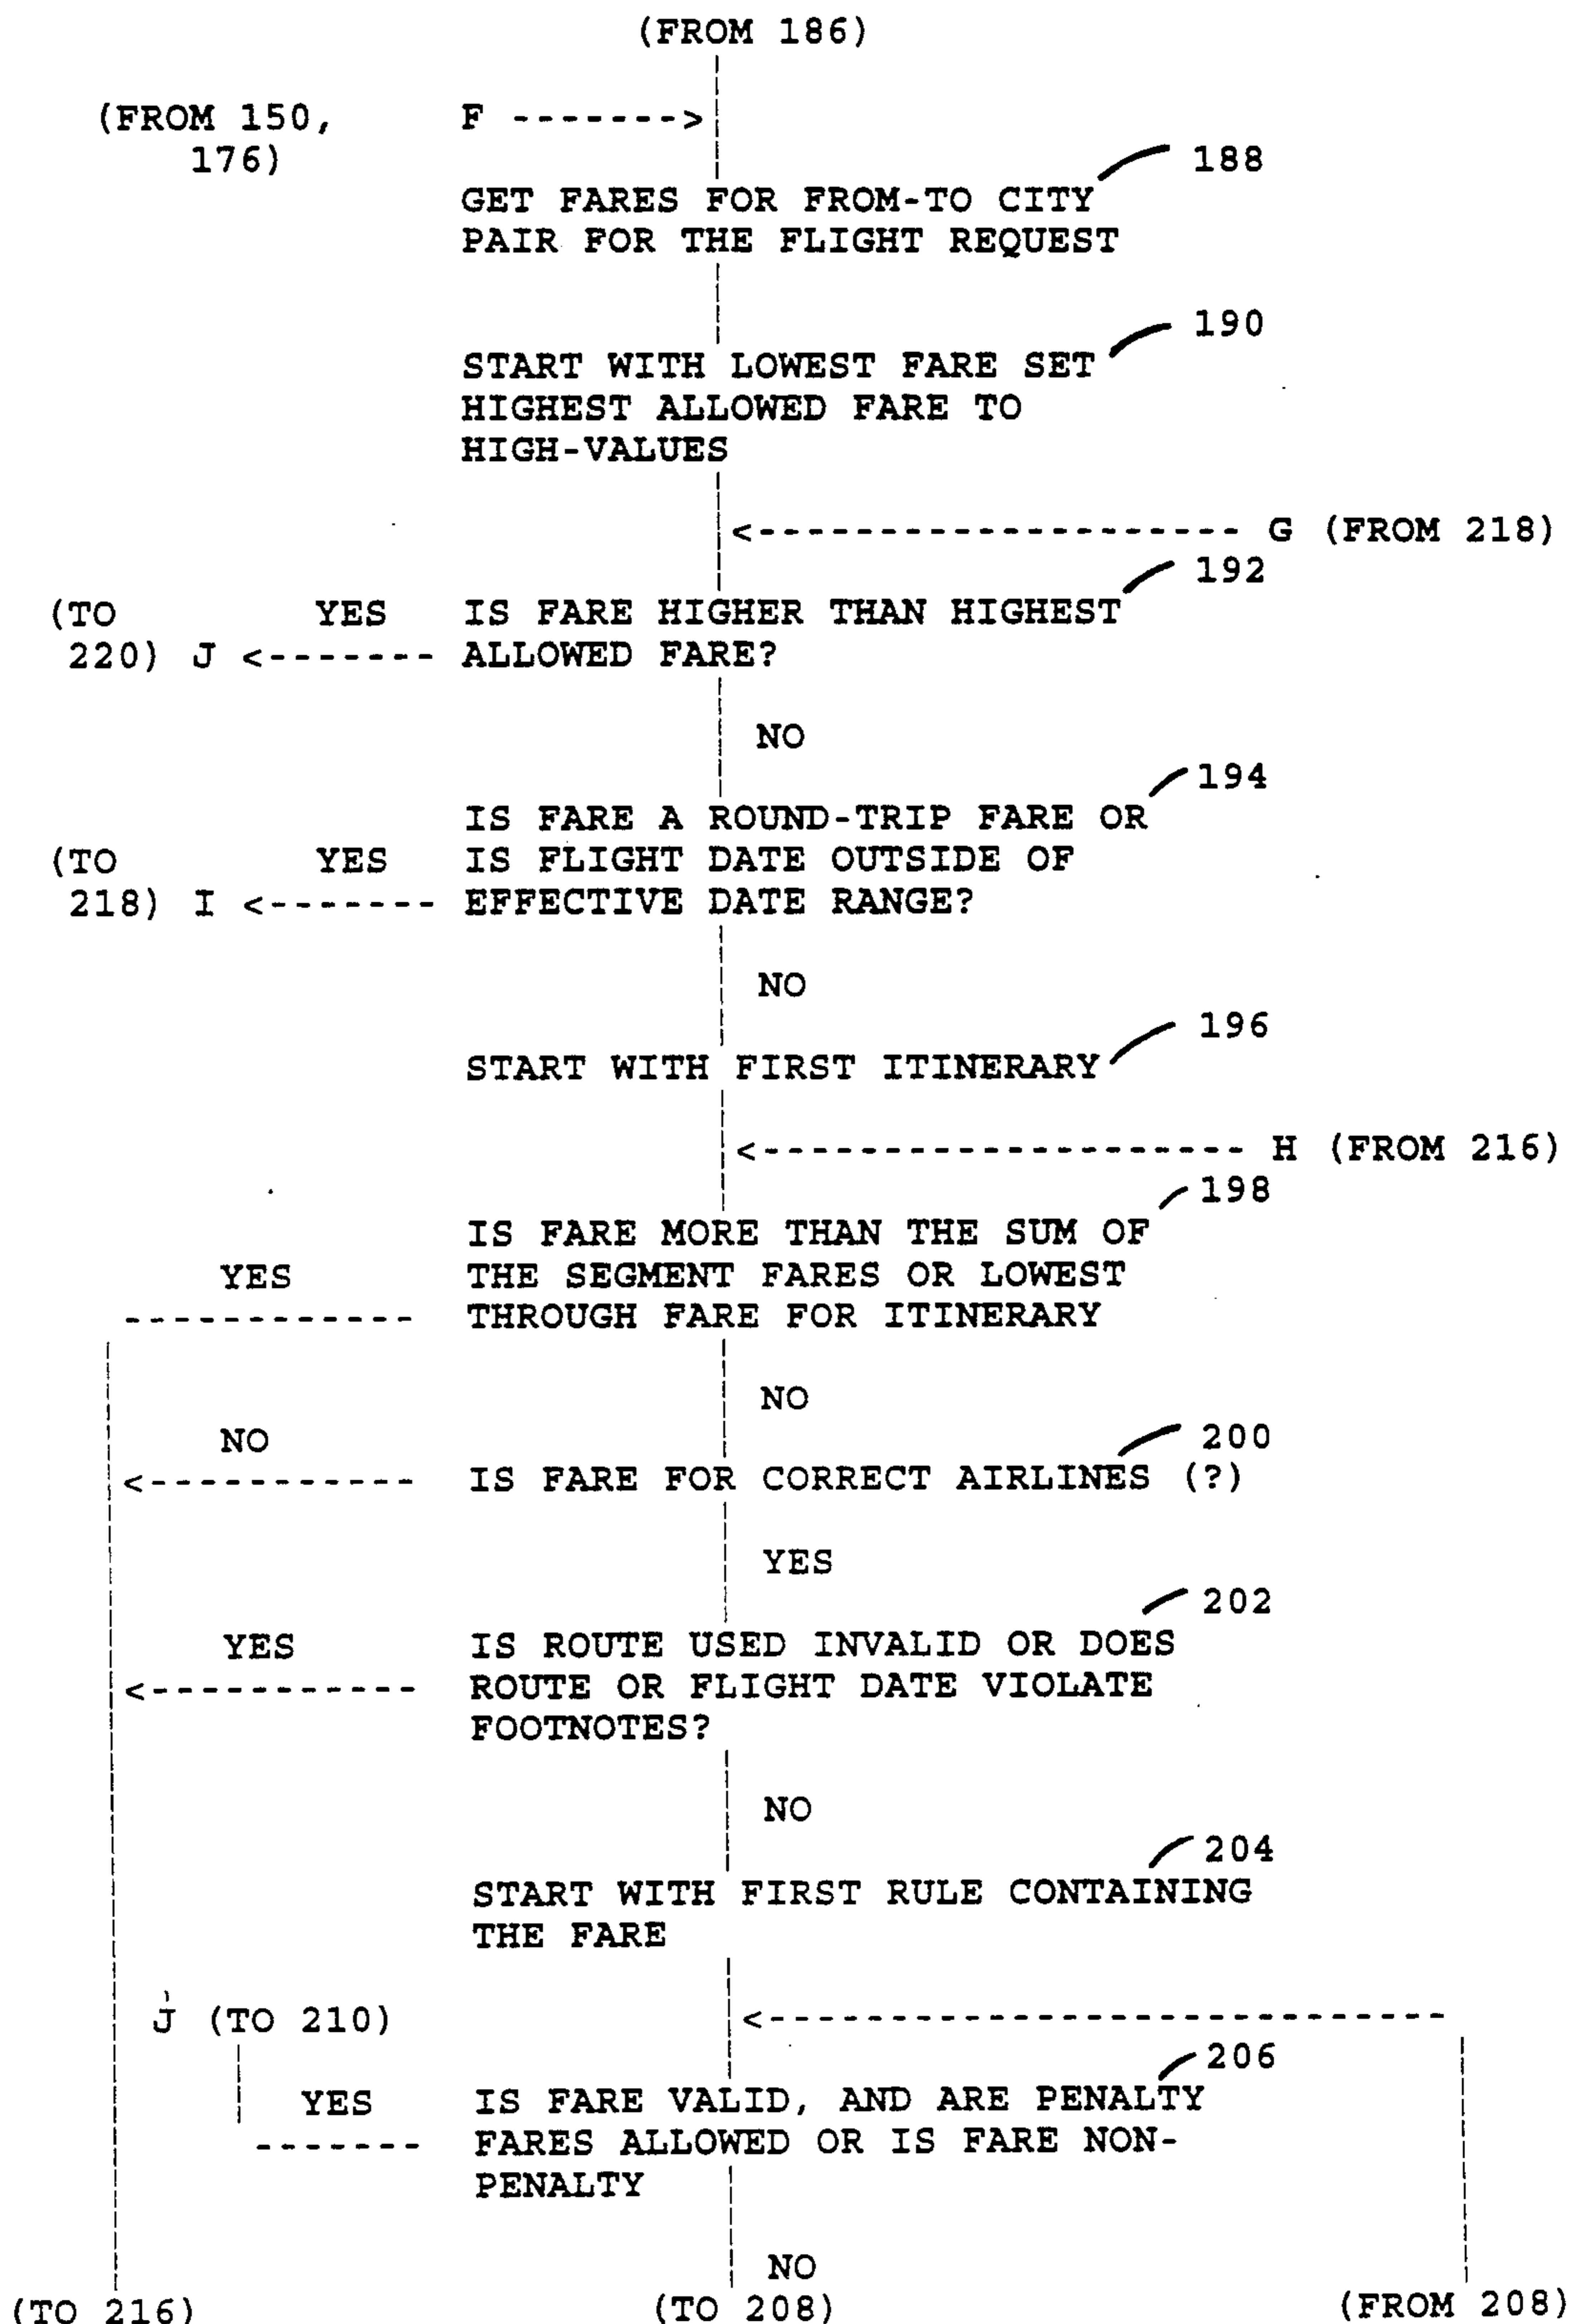 (FROM 186)
(FROM 150, F ------->
176)
188
GET FARES FOR FROM-TO CITY
PAIR FOR THE FLIGHT REQUEST
190
START WITH LOWEST FARE SET
HIGHEST ALLOWED FARE TO
HIGH-VALUES
<--------------------- G (FROM 218)
192
(TO YES IS FARE HIGHER THAN HIGHEST
220) J <------- ALLOWED FARE?
NO
194
IS FARE A ROUND-TRIP FARE OR
(TO YES IS FLIGHT DATE OUTSIDE OF
218) I <------- EFFECTIVE DATE RANGE?
NO
196
START WITH FIRST ITINERARY
<--------------------- H (FROM 216)
198
IS FARE MORE THAN THE SUM OF
YES THE SEGMENT FARES OR LOWEST
------------ THROUGH FARE FOR ITINERARY
NO
NO 200
<----------- IS FARE FOR CORRECT AIRLINES (?)
YES
202
YES IS ROUTE USED INVALID OR DOES
<----------- ROUTE OR FLIGHT DATE VIOLATE
FOOTNOTES?
NO
204
START WITH FIRST RULE CONTAINING
THE FARE
J (TO 210) <----------------------------
206
YES IS FARE VALID, AND ARE PENALTY
------- FARES ALLOWED OR IS FARE NON-
PENALTY
NO
(TO 216) (TO 208) (FROM 208)